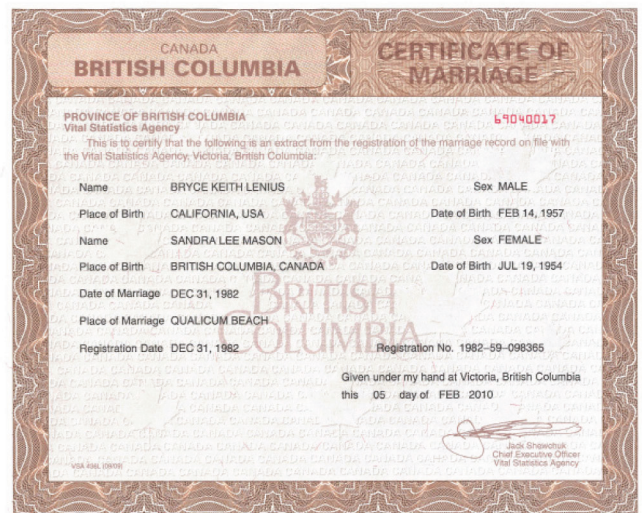 CANADA
BRITISH COLUMBIA
CERTIFICATE OF
MARRIAGE
PROVINCE OF BRITISH COLUMBIA
Vital Statistics Agency
69040017
This is to certify that the following is an extract from the registration of the marriage record on file with
the Vital Statistics Agency, Victoria, British Columbia:
Name BRYCE KEITH LENIUS Sex MALE
Place of Birth CALIFORNIA, USA Date of Birth FEB 14, 1957
Name SANDRA LEE MASON Sex FEMALE
Place of Birth BRITISH COLUMBIA, CANADA Date of Birth JUL 19, 1954
Date of Marriage DEC 31, 1982
BRITISH
COLUMBIA
Place of Marriage QUALICUM BEACH
Registration Date DEC 31, 1982 Registration No. 1982-59-098365
Given under my hand at Victoria, British Columbia
this 05 day of FEB 2010
Jack Shewchuk
Chief Executive Officer
Vital Statistics Agency